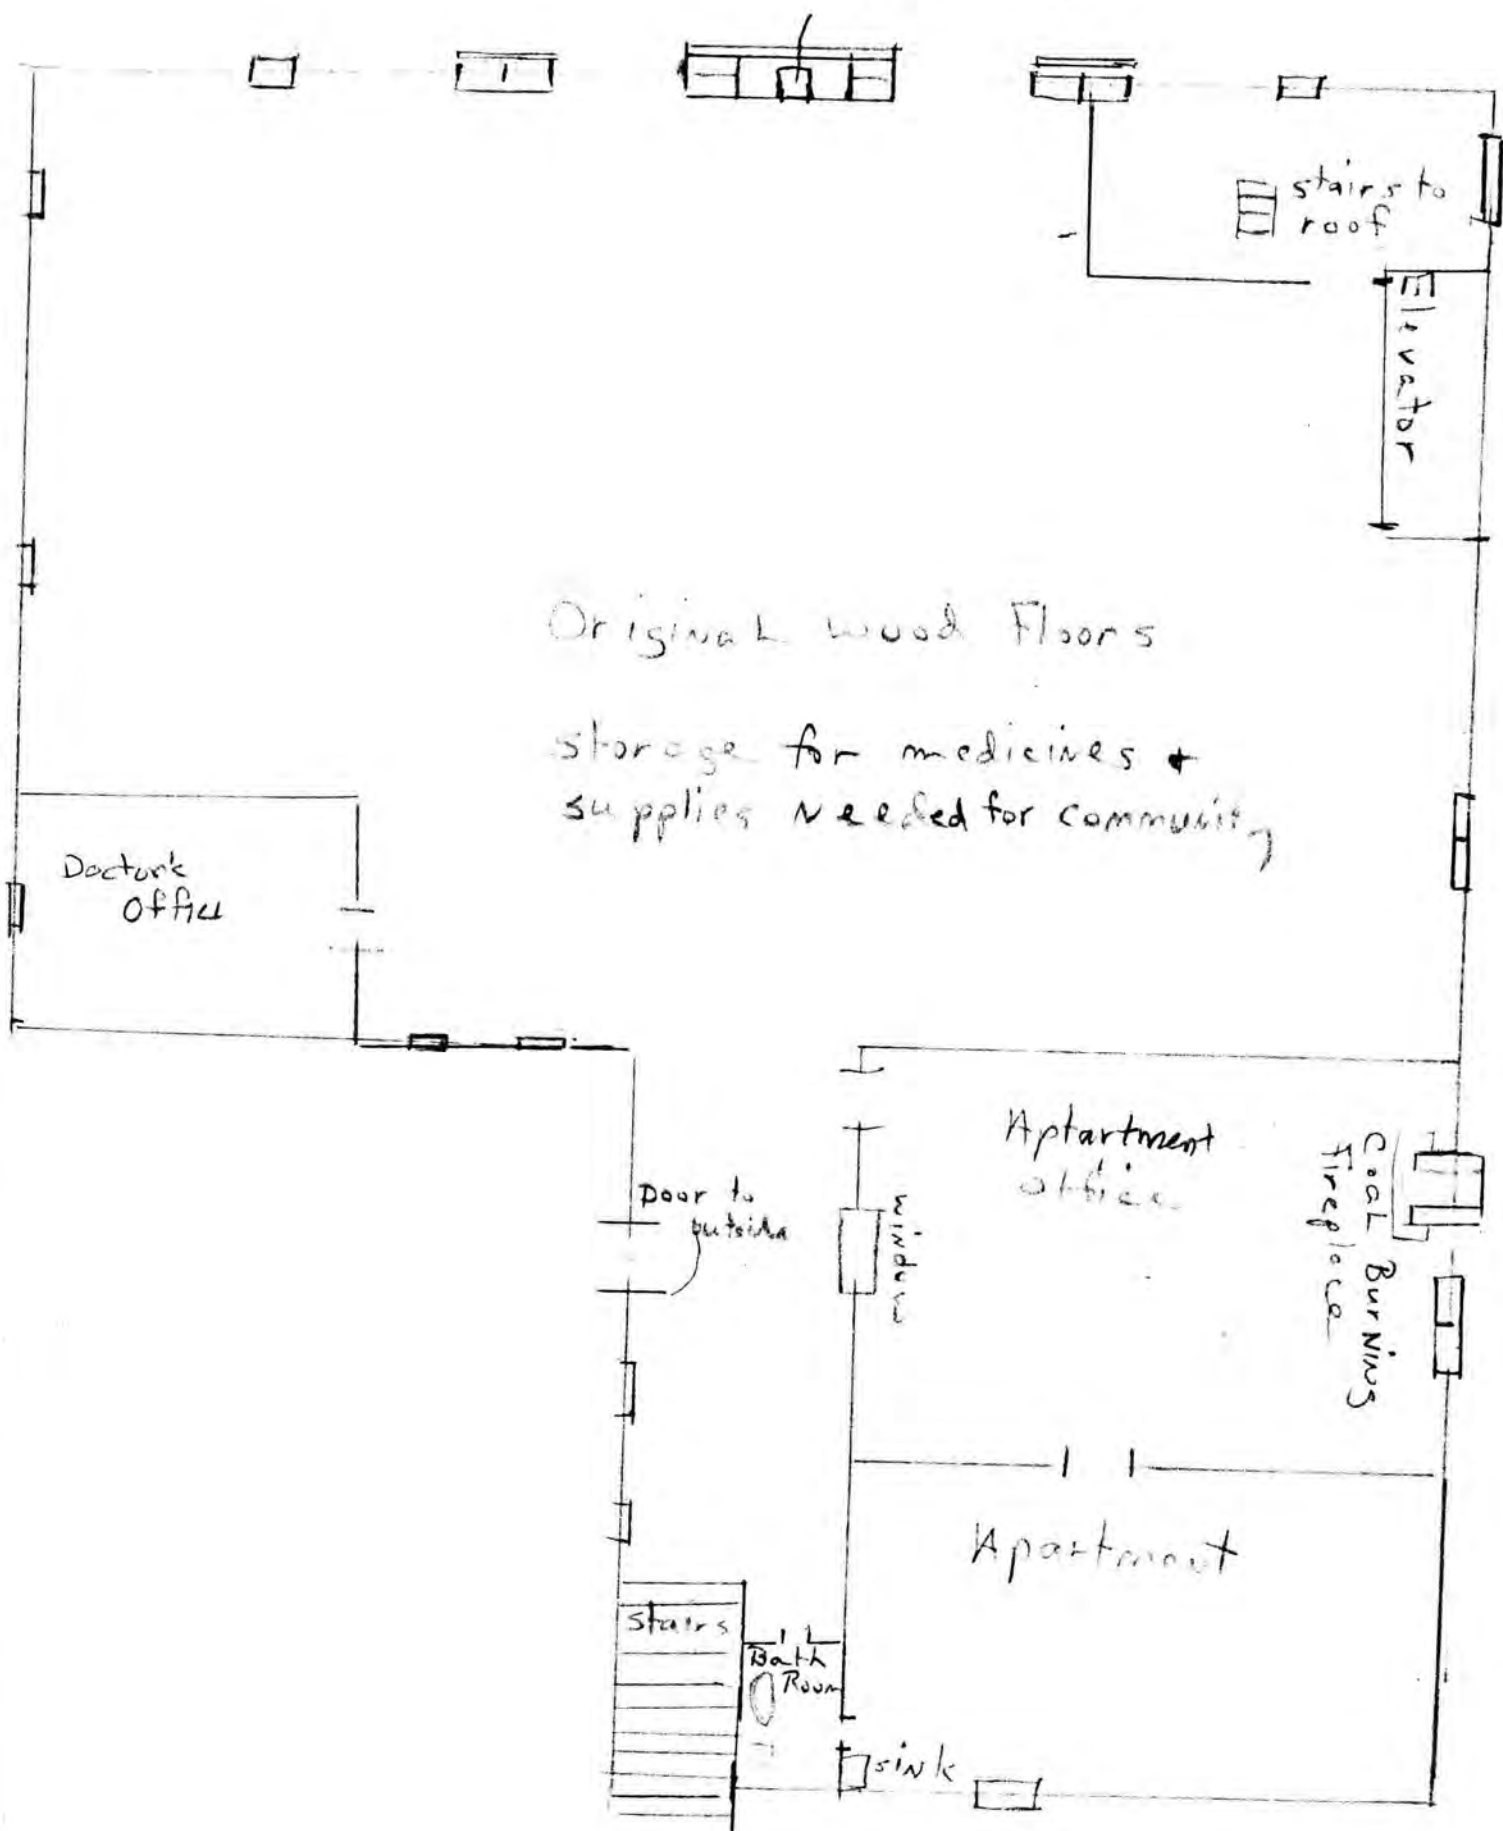 stairs to
roof
Elevator
Original wood Floors
storage for medicines +
supplies Needed for community
Doctor's
Office
Aptartment
office
Coal Burning
fireplace
Door to
outside
window
Apartment
stairs
Bath
Room
sink